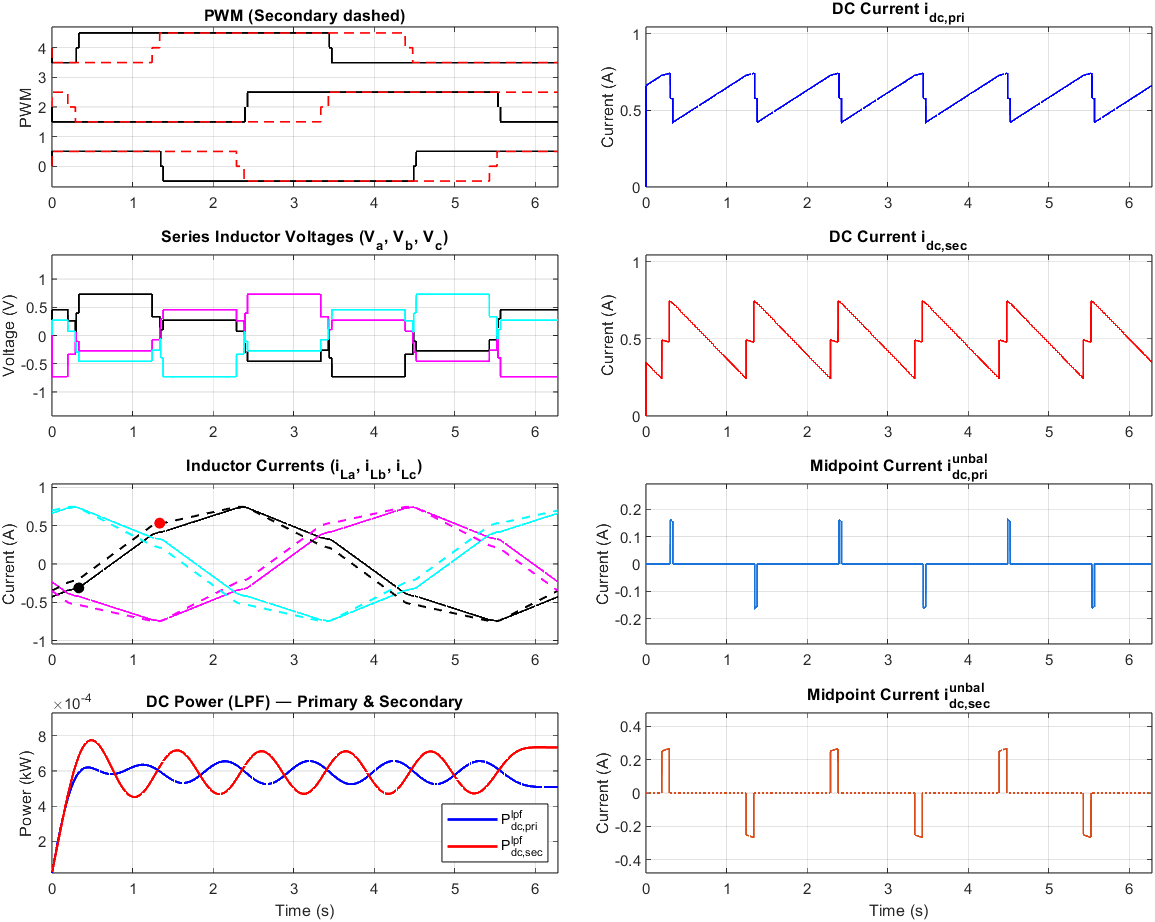 PWM (Secondary dashed)
PWM
4
3
2
1
0
0 1 2 3 4 5 6
DC Current i_dc,pri
Current (A)
1
0.5
0
0 1 2 3 4 5 6
Series Inductor Voltages (V_a, V_b, V_c)
Voltage (V)
1
0.5
0
-0.5
-1
0 1 2 3 4 5 6
DC Current i_dc,sec
Current (A)
1
0.5
0
0 1 2 3 4 5 6
Inductor Currents (i_La, i_Lb, i_Lc)
Current (A)
1
0.5
0
-0.5
-1
0 1 2 3 4 5 6
Midpoint Current i_dc,pri^unbal
Current (A)
0.2
0.1
0
-0.1
-0.2
0 1 2 3 4 5 6
DC Power (LPF) — Primary & Secondary
×10^-4
Power (kW)
8
6
4
2
P_dc,pri^lpf
P_dc,sec^lpf
0 1 2 3 4 5 6
Time (s)
Midpoint Current i_dc,sec^unbal
Current (A)
0.4
0.2
0
-0.2
-0.4
0 1 2 3 4 5 6
Time (s)